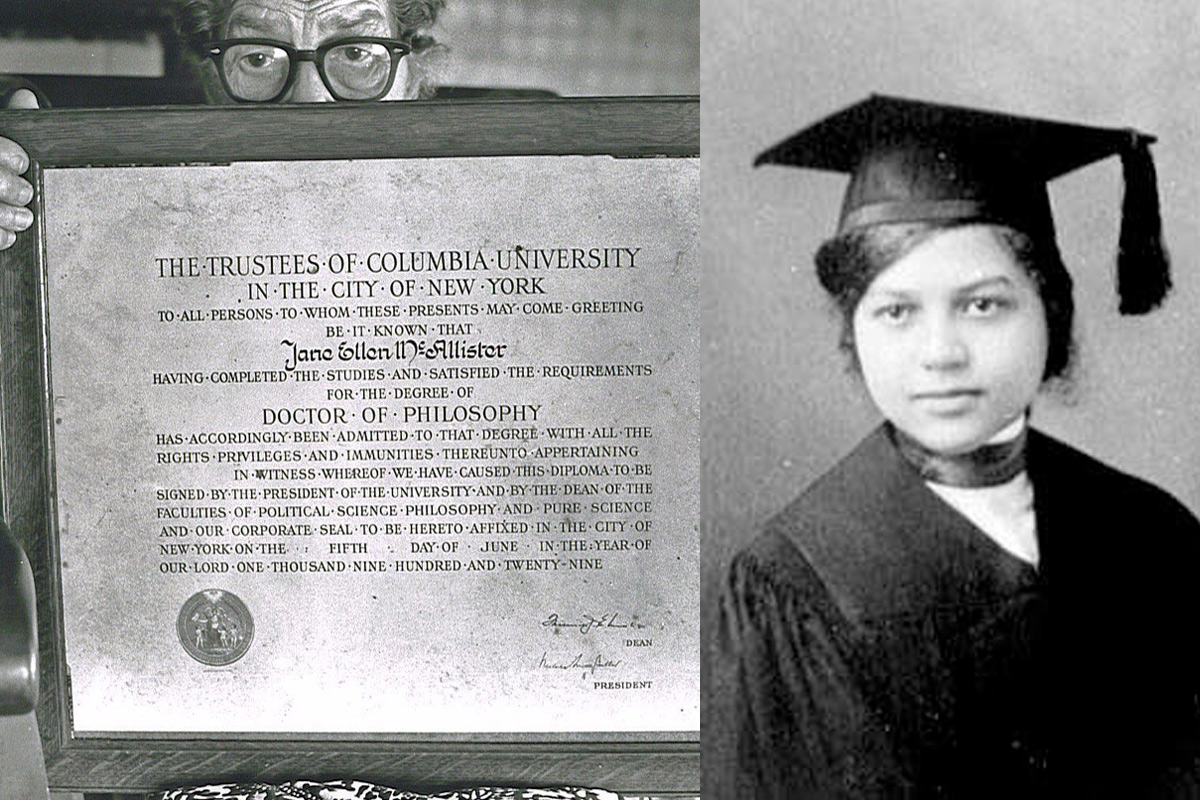 THE·TRUSTEES·OF·COLUMBIA·UNIVERSITY
IN·THE·CITY·OF·NEW·YORK
TO·ALL·PERSONS·TO·WHOM·THESE·PRESENTS·MAY·COME·GREETING
BE·IT·KNOWN·THAT
Jane Ellen McAllister
HAVING·COMPLETED·THE·STUDIES·AND·SATISFIED·THE·REQUIREMENTS
FOR·THE·DEGREE·OF
DOCTOR·OF·PHILOSOPHY
HAS·ACCORDINGLY·BEEN·ADMITTED·TO·THAT·DEGREE·WITH·ALL·THE
RIGHTS·PRIVILEGES·AND·IMMUNITIES·THEREUNTO·APPERTAINING
IN·WITNESS·WHEREOF·WE·HAVE·CAUSED·THIS·DIPLOMA·TO·BE
SIGNED·BY·THE·PRESIDENT·OF·THE·UNIVERSITY·AND·BY·THE·DEAN·OF·THE
FACULTIES·OF·POLITICAL·SCIENCE·PHILOSOPHY·AND·PURE·SCIENCE
AND·OUR·CORPORATE·SEAL·TO·BE·HERETO·AFFIXED·IN·THE·CITY·OF
NEW·YORK·ON·THE· FIFTH · DAY·OF · JUNE · IN·THE·YEAR·OF
OUR·LORD·ONE·THOUSAND·NINE·HUNDRED·AND·TWENTY-NINE
DEAN
PRESIDENT